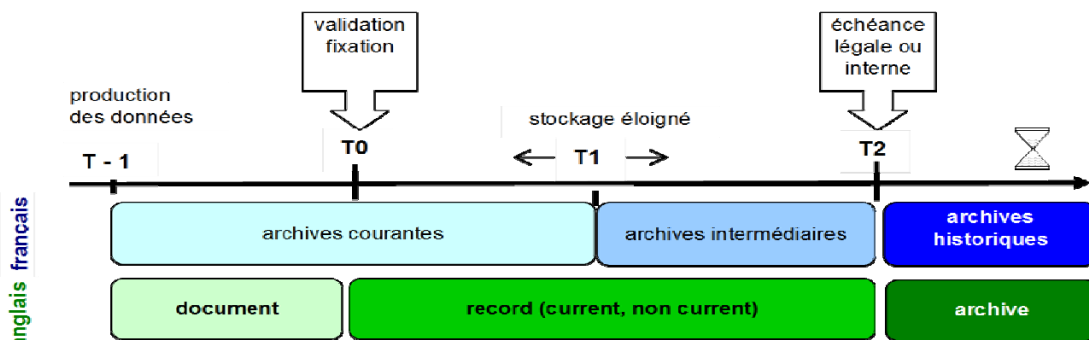 validation
fixation
échéance
légale ou
interne
production
des données
stockage éloigné
T - 1
T0
T1
T2
français
archives courantes
archives intermédiaires
archives
historiques
anglais
document
record (current, non current)
archive